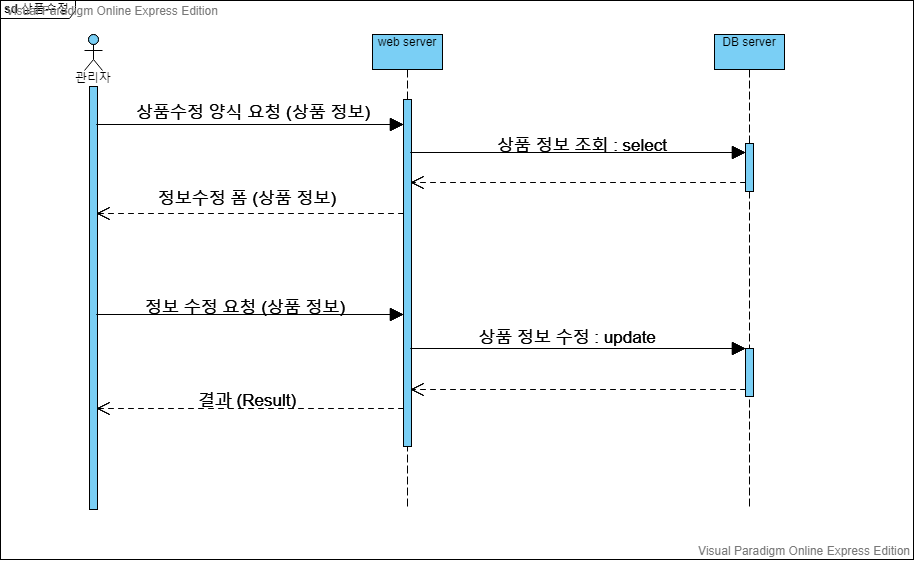 sd 상품수정
Visual Paradigm Online Express Edition
관리자
web server
DB server
상품수정 양식 요청 (상품 정보)
상품 정보 조회 : select
정보수정 폼 (상품 정보)
정보 수정 요청 (상품 정보)
상품 정보 수정 : update
결과 (Result)
Visual Paradigm Online Express Edition